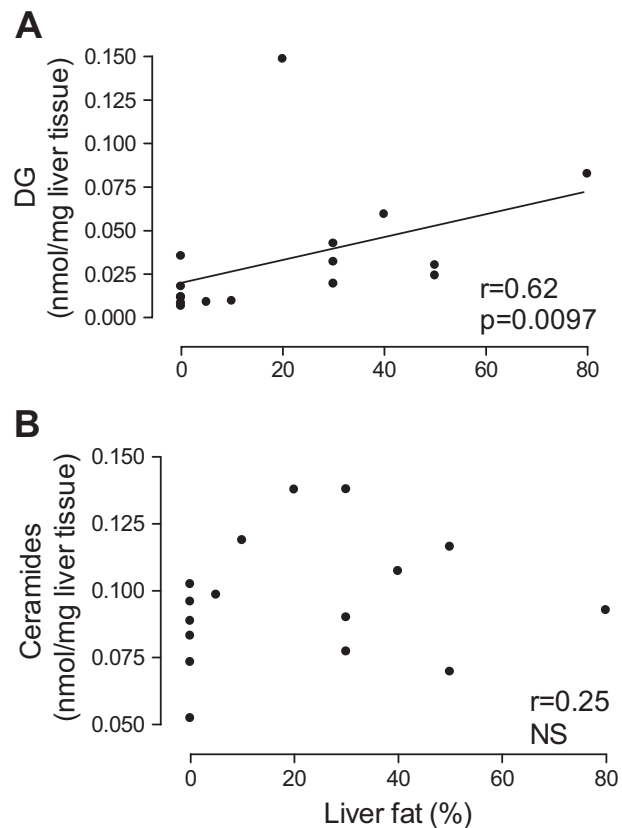 A
DG
(nmol/mg liver tissue)
0.150
0.125
0.100
0.075
0.050
0.025
0.000
r=0.62
p=0.0097
0 20 40 60 80
B
Ceramides
(nmol/mg liver tissue)
0.150
0.125
0.100
0.075
0.050
r=0.25
NS
0 20 40 60 80
Liver fat (%)